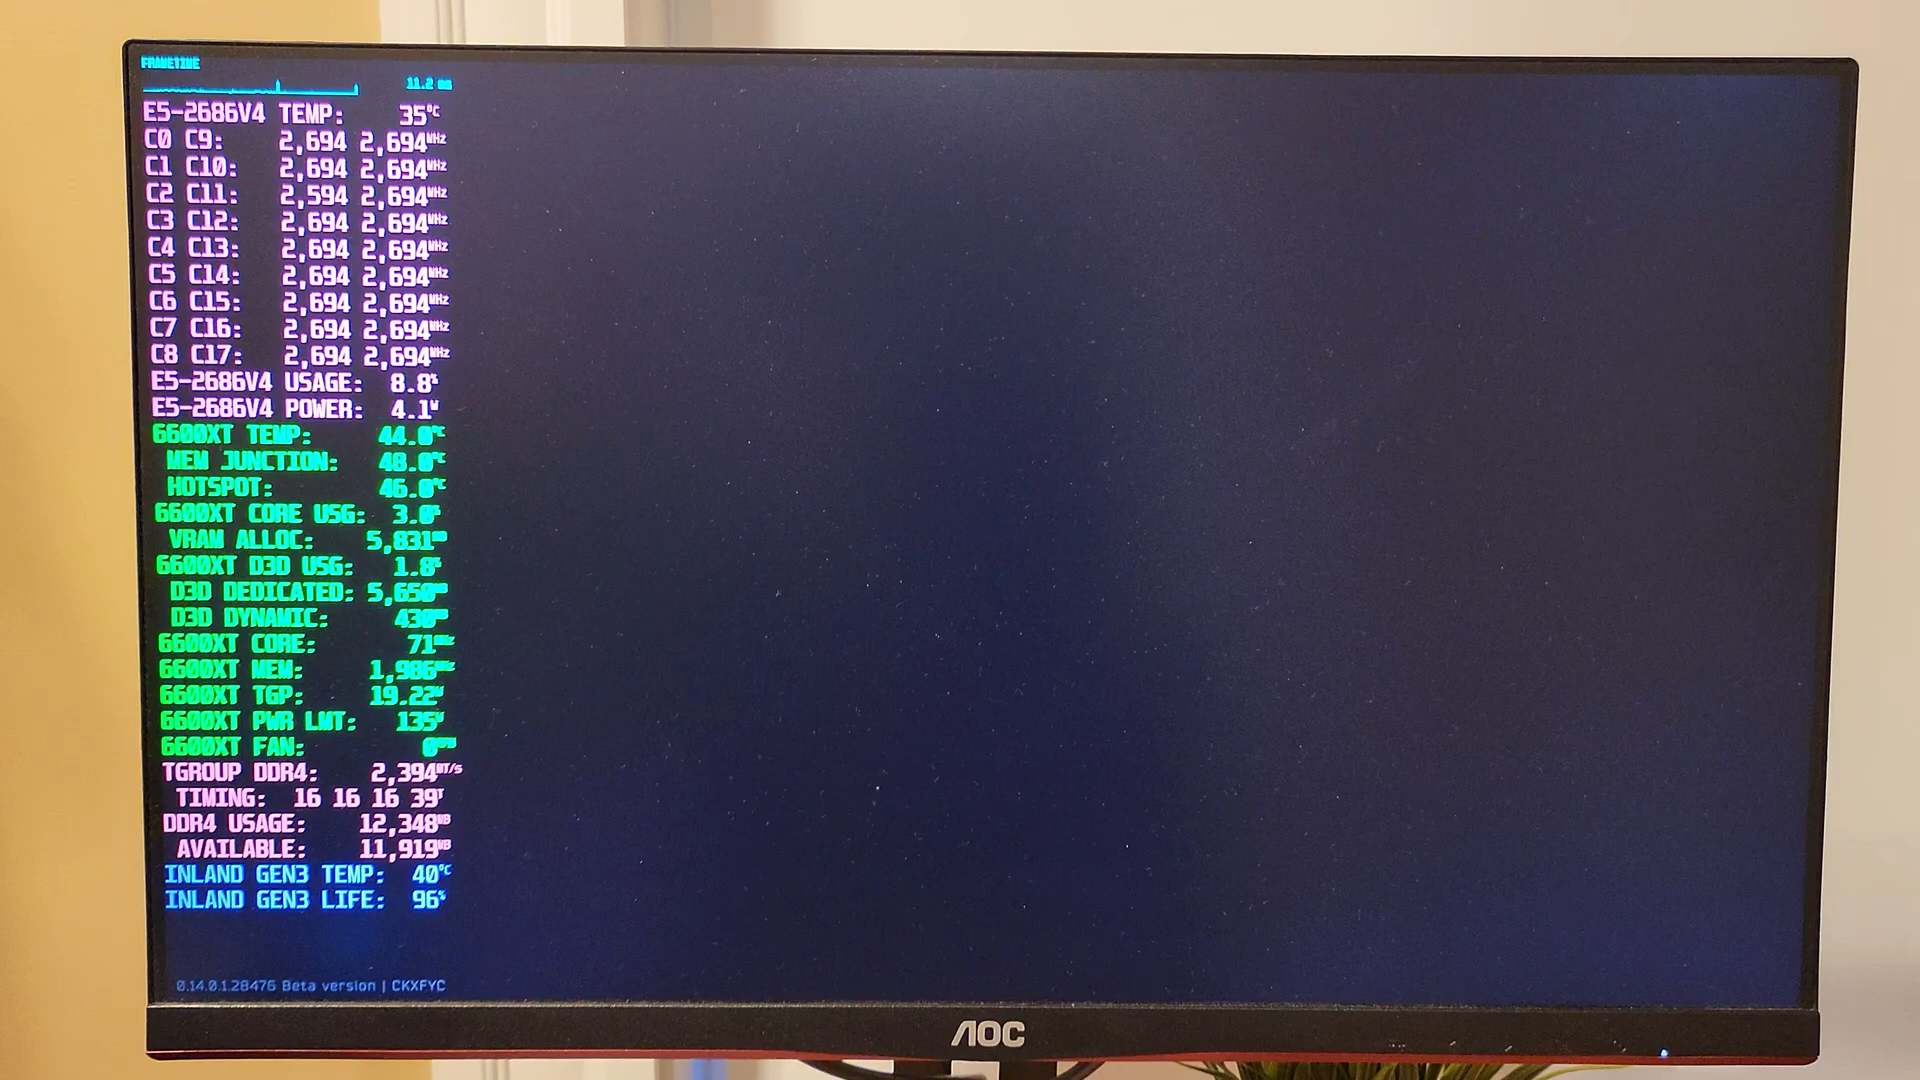 FRAMETIME
11.2 ms
E5-2686V4 TEMP: 35°C
C0 C9: 2,694 2,694MHz
C1 C10: 2,694 2,694MHz
C2 C11: 2,594 2,694MHz
C3 C12: 2,694 2,694MHz
C4 C13: 2,694 2,694MHz
C5 C14: 2,694 2,694MHz
C6 C15: 2,694 2,694MHz
C7 C16: 2,694 2,694MHz
C8 C17: 2,694 2,694MHz
E5-2686V4 USAGE: 8.8%
E5-2686V4 POWER: 4.1W
6600XT TEMP: 44.0°C
MEM JUNCTION: 48.0°C
HOTSPOT: 46.0°C
6600XT CORE USG: 3.0%
VRAM ALLOC: 5,831MB
6600XT D3D USG: 1.8%
D3D DEDICATED: 5,650MB
D3D DYNAMIC: 430MB
6600XT CORE: 71MHz
6600XT MEM: 1,986MHz
6600XT TGP: 19.22W
6600XT PWR LMT: 135W
6600XT FAN: 0RPM
TGROUP DDR4: 2,394MT/s
TIMING: 16 16 16 39T
DDR4 USAGE: 12,348MB
AVAILABLE: 11,919MB
INLAND GEN3 TEMP: 40°C
INLAND GEN3 LIFE: 96%
0.14.0.1.28476 Beta version | CKXFYC
AOC